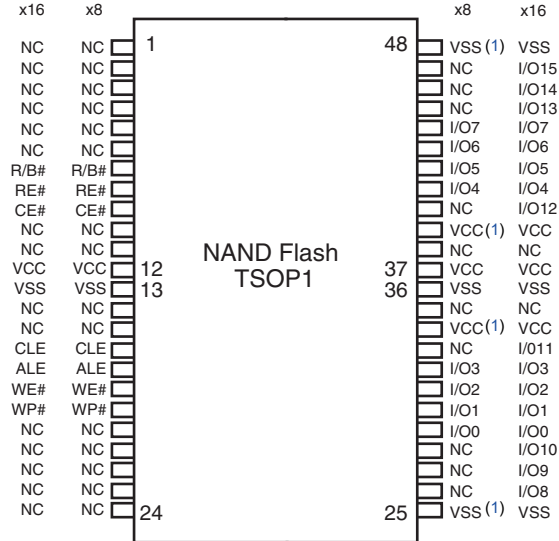 x16 x8 x8 x16
NC NC 1 48 VSS (1) VSS
NC NC NC I/O15
NC NC NC I/O14
NC NC NC I/O13
NC NC I/O7 I/O7
NC NC I/O6 I/O6
R/B# R/B# I/O5 I/O5
RE# RE# I/O4 I/O4
CE# CE# NC I/O12
NC NC VCC(1) VCC
NC NC NAND Flash NC NC
VCC VCC 12 TSOP1 37 VCC VCC
VSS VSS 13 36 VSS VSS
NC NC NC NC
NC NC VCC(1) VCC
CLE CLE NC I/011
ALE ALE I/O3 I/O3
WE# WE# I/O2 I/O2
WP# WP# I/O1 I/O1
NC NC I/O0 I/O0
NC NC NC I/O10
NC NC NC I/O9
NC NC NC I/O8
NC NC 24 25 VSS (1) VSS